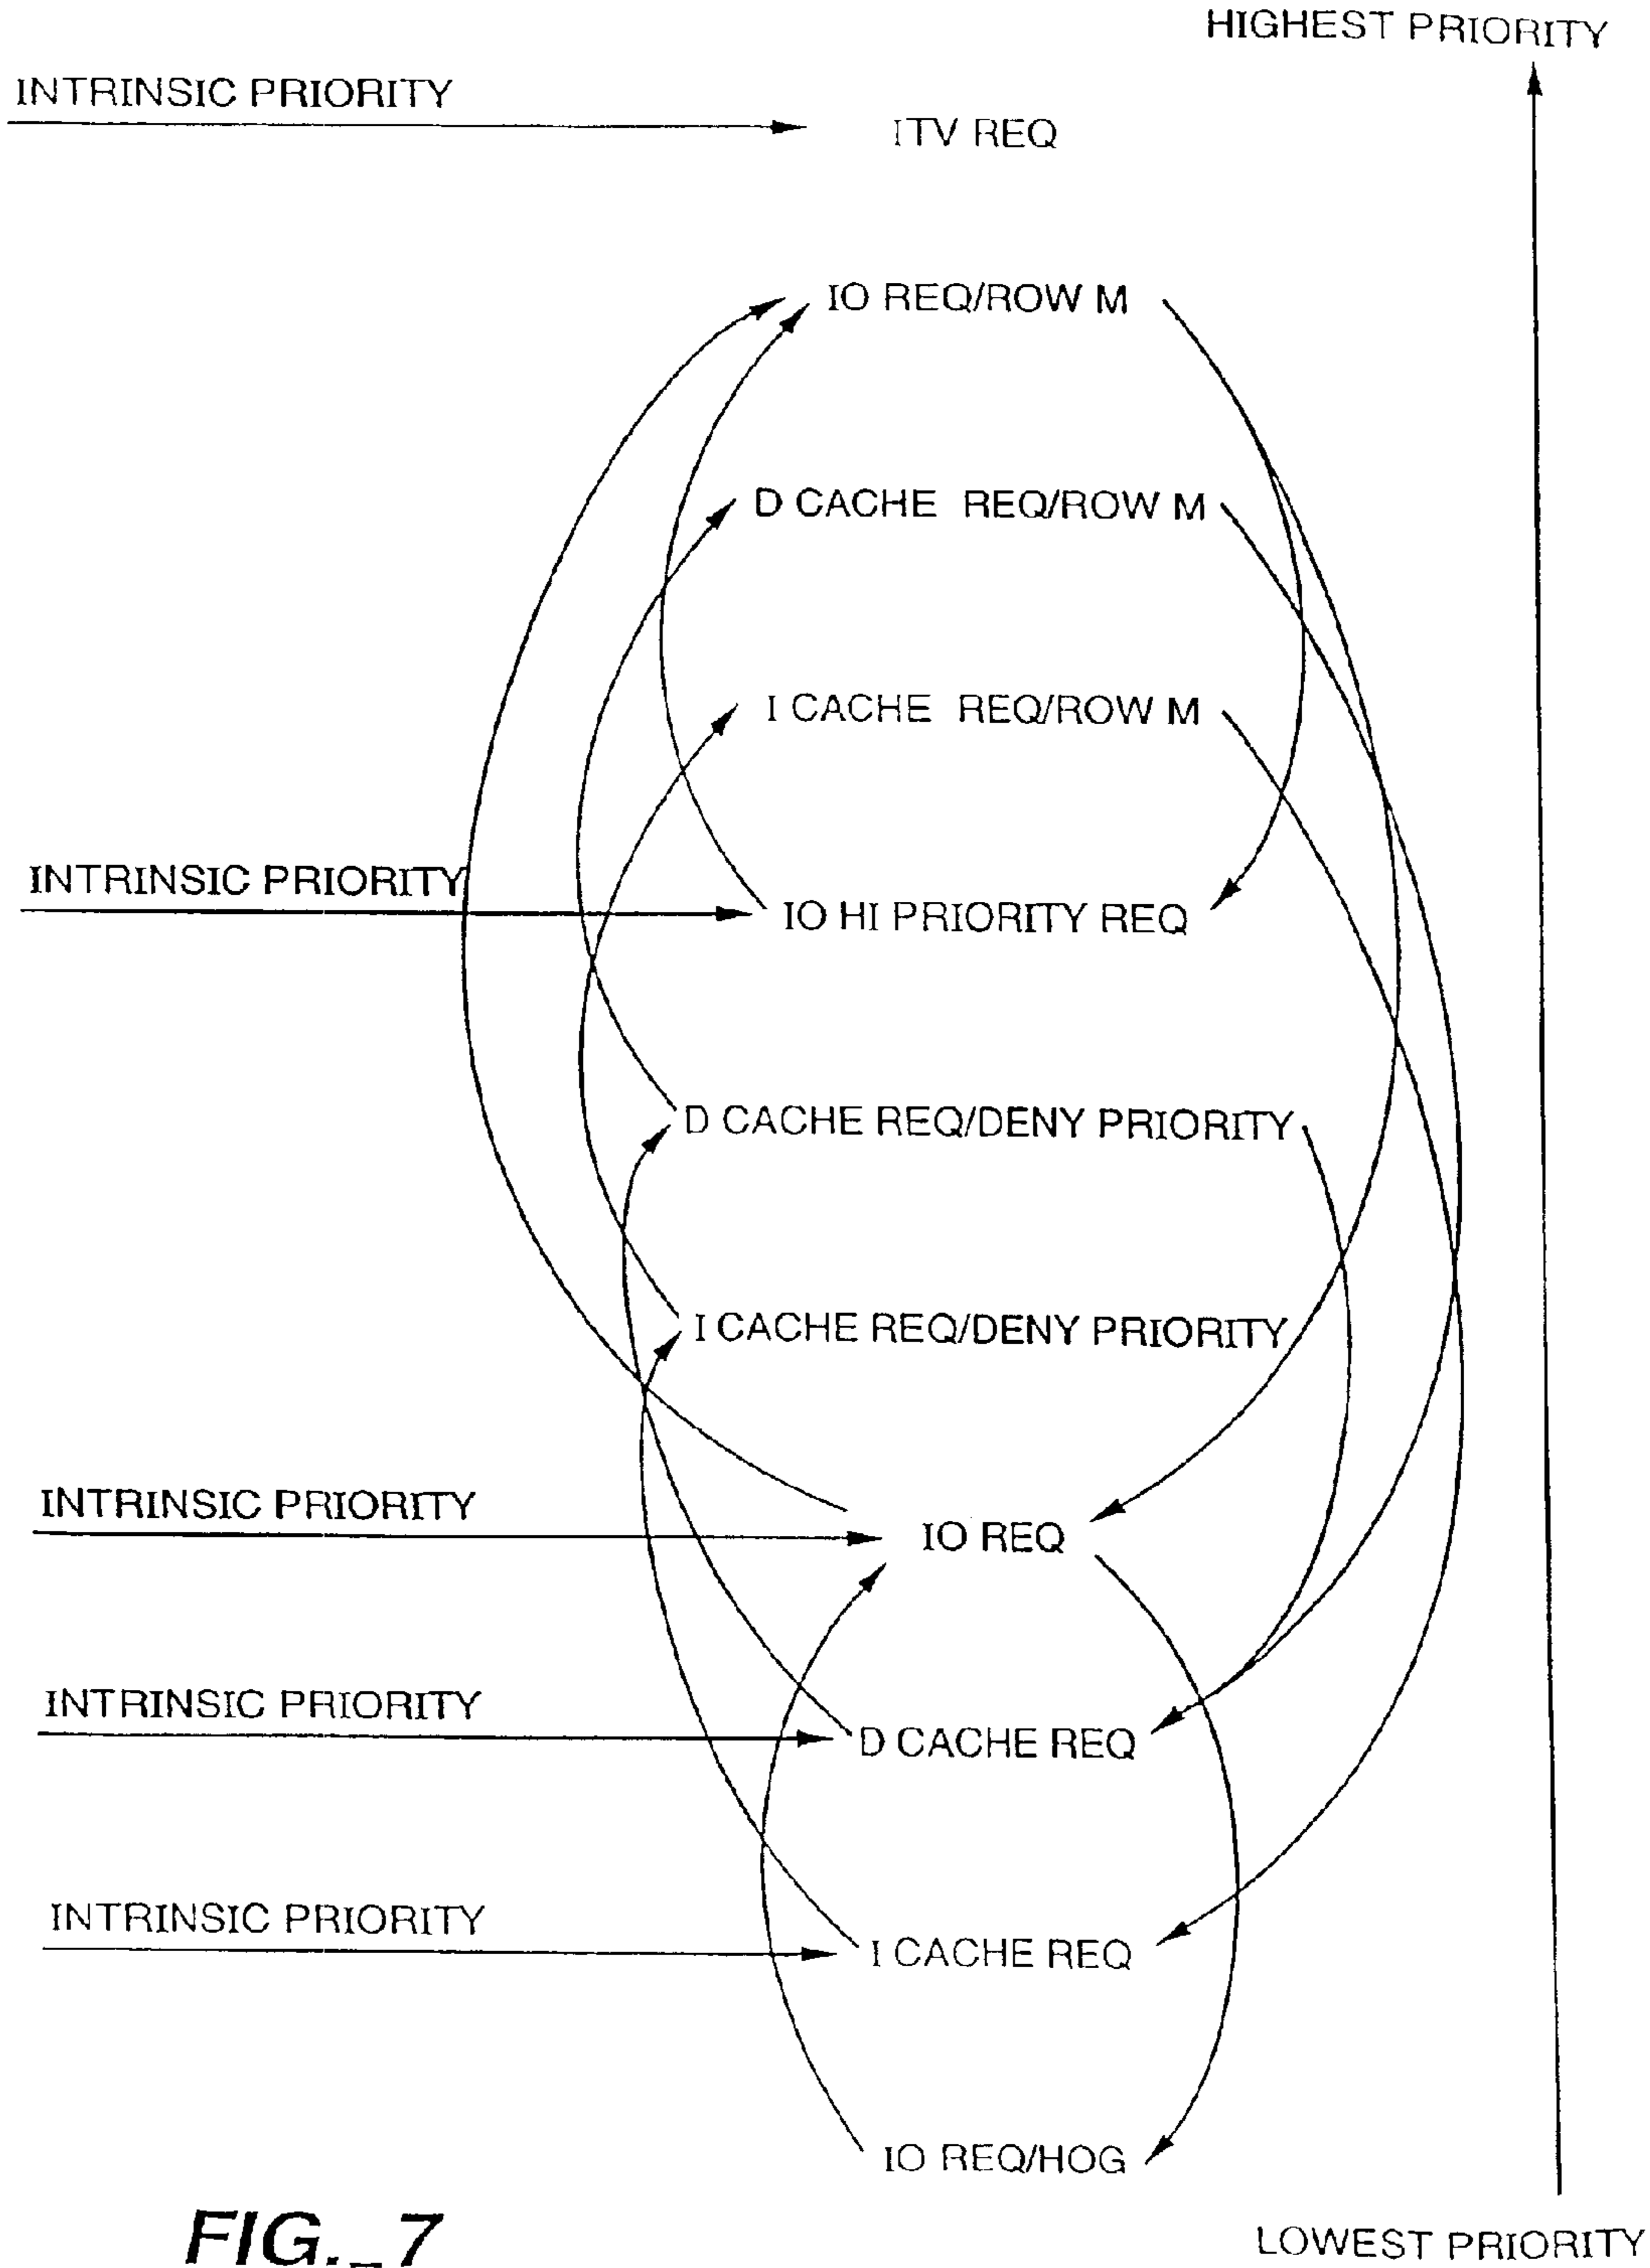 HIGHEST PRIORITY
INTRINSIC PRIORITY
ITV REQ
IO REQ/ROW M
D CACHE REQ/ROW M
I CACHE REQ/ROW M
INTRINSIC PRIORITY
IO HI PRIORITY REQ
D CACHE REQ/DENY PRIORITY
I CACHE REQ/DENY PRIORITY
INTRINSIC PRIORITY
IO REQ
INTRINSIC PRIORITY
D CACHE REQ
INTRINSIC PRIORITY
I CACHE REQ
IO REQ/HOG
FIG._7
LOWEST PRIORITY